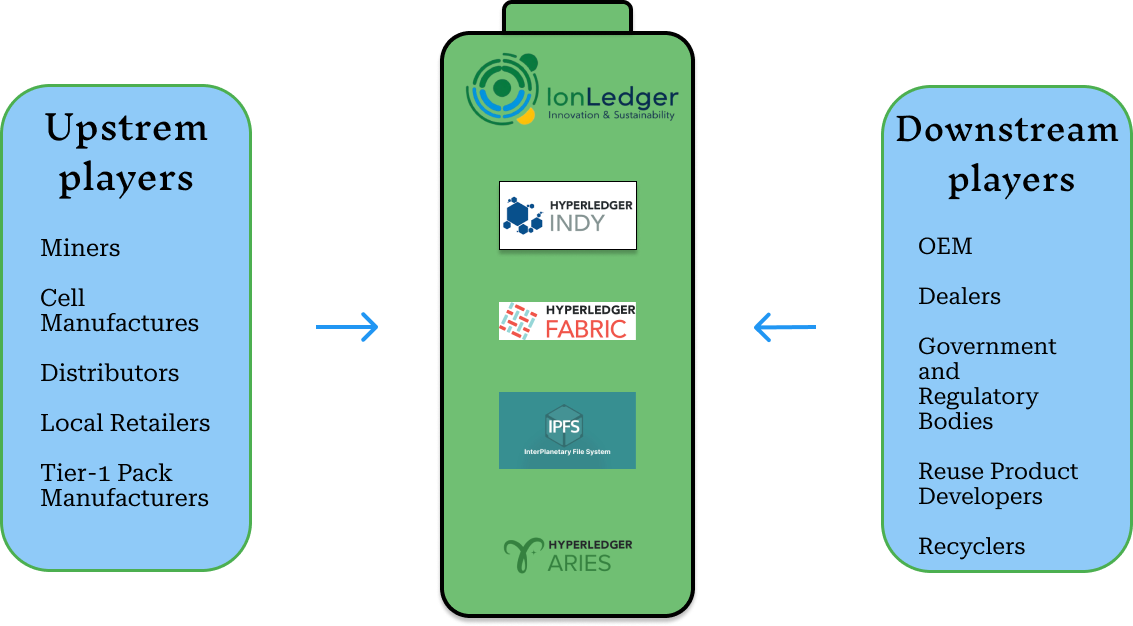 Upstrem
players
Miners
Cell
Manufactures
Distributors
Local Retailers
Tier-1 Pack
Manufacturers
IonLedger
Innovation & Sustainability
HYPERLEDGER
INDY
HYPERLEDGER
FABRIC
IPFS
InterPlanetary File System
HYPERLEDGER
ARIES
Downstream
players
OEM
Dealers
Government
and
Regulatory
Bodies
Reuse Product
Developers
Recyclers